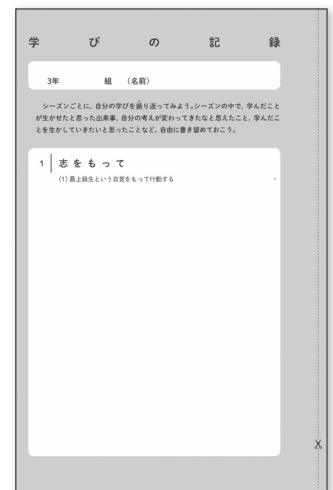 学びの記録
3年　　　組　（名前）
シーズンごとに，自分の学びを振り返ってみよう。シーズンの中で，学んだこと
が生かせたと思った出来事，自分の考えが変わってきたなと思えたこと，学んだこ
とを生かしていきたいと思ったことなど，自由に書き留めておこう。
1 志をもって
(1) 最上級生という自覚をもって行動する